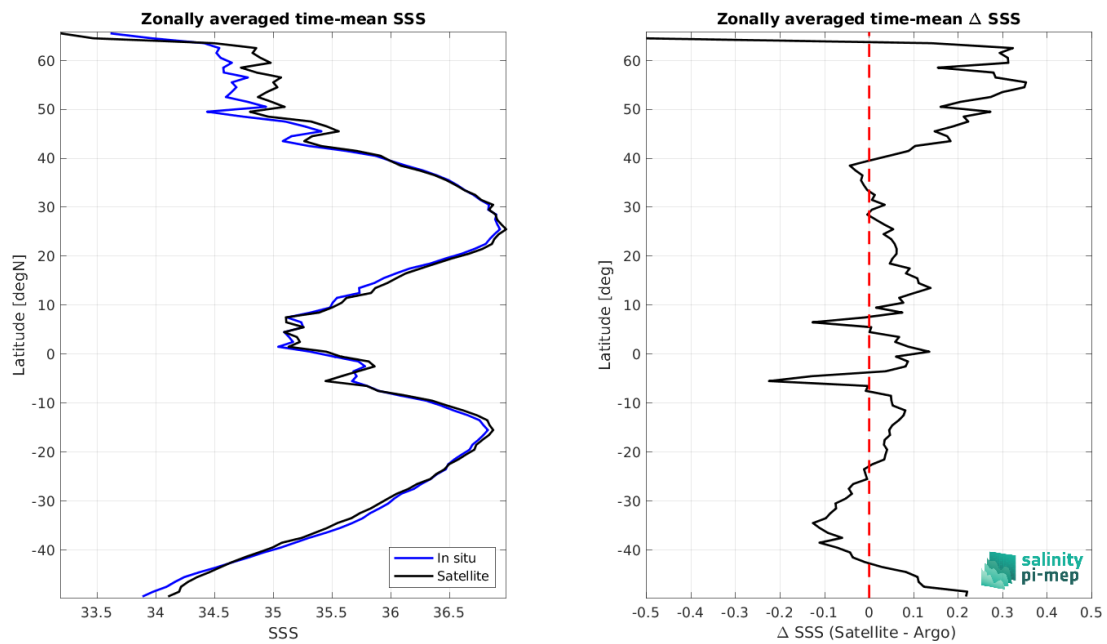 Zonally averaged time-mean SSS
60
50
40
30
20
10
0
-10
-20
-30
-40
Latitude [degN]
33.5 34 34.5 35 35.5 36 36.5
SSS
In situ
Satellite
Zonally averaged time-mean Δ SSS
60
50
40
30
20
10
0
-10
-20
-30
-40
Latitude [deg]
-0.5 -0.4 -0.3 -0.2 -0.1 0 0.1 0.2 0.3 0.4 0.5
Δ SSS (Satellite - Argo)
salinity
pi-mep